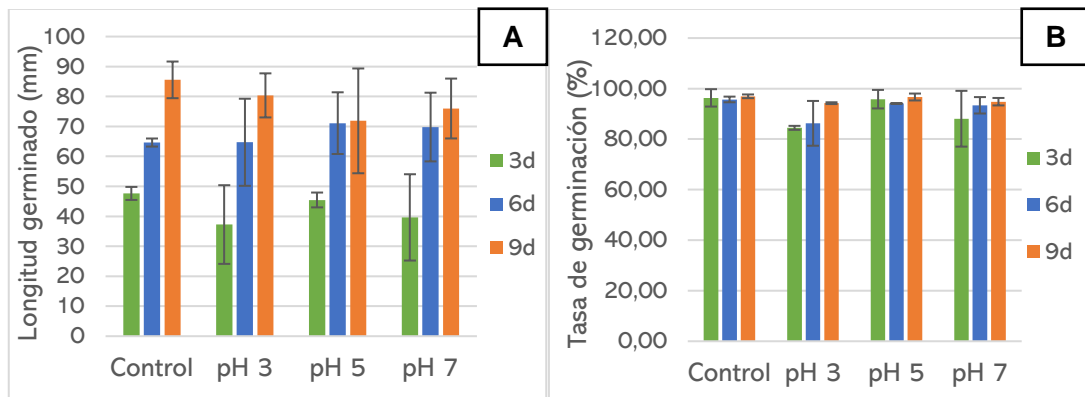 A
Longitud germinado (mm)
100
90
80
70
60
50
40
30
20
10
0
Control pH 3 pH 5 pH 7
3d
6d
9d
B
Tasa de germinación (%)
120,00
100,00
80,00
60,00
40,00
20,00
0,00
Control pH 3 pH 5 pH 7
3d
6d
9d